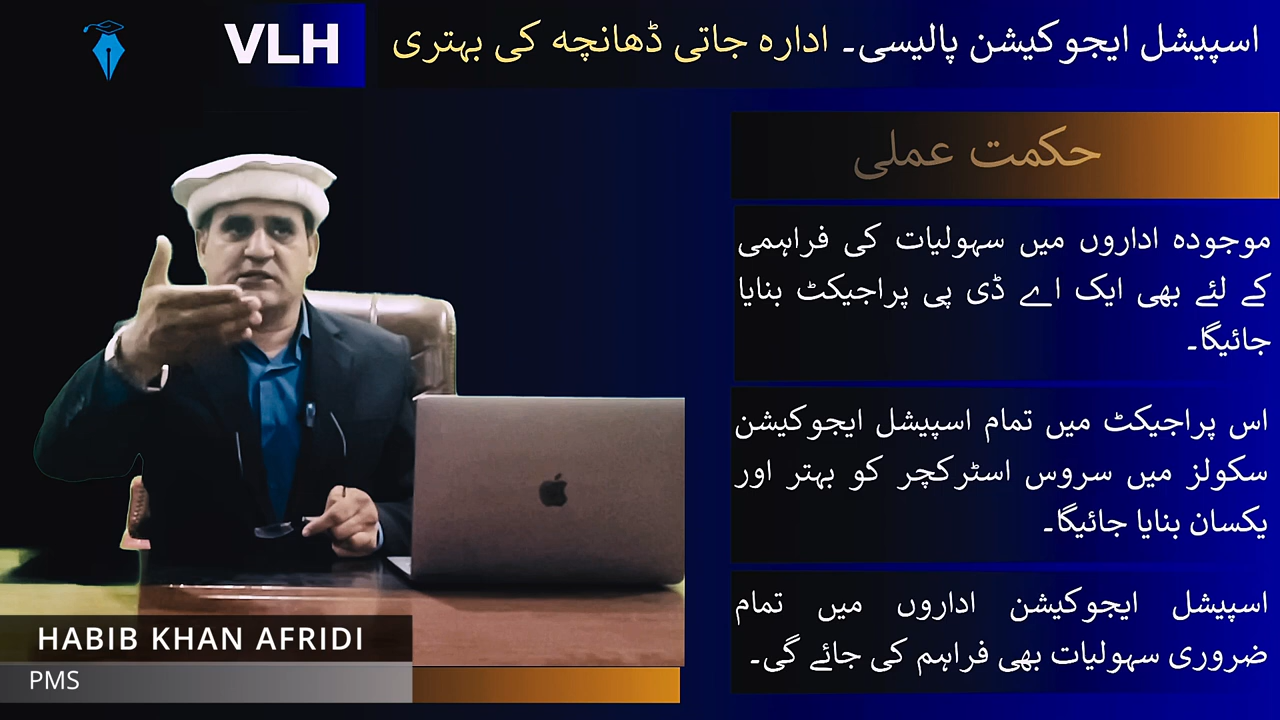 VLH
اسپیشل ایجوکیشن پالیسی۔ ادارہ جاتی ڈھانچہ کی بہتری
حکمت عملی
موجودہ اداروں میں سہولیات کی فراہمی
کے لئے بھی ایک اے ڈی پی پراجیکٹ بنایا
جائیگا۔
اس پراجیکٹ میں تمام اسپیشل ایجوکیشن
سکولز میں سروس اسٹرکچر کو بہتر اور
یکسان بنایا جائیگا۔
اسپیشل ایجوکیشن اداروں میں تمام
ضروری سہولیات بھی فراہم کی جائے گی۔
HABIB KHAN AFRIDI
PMS